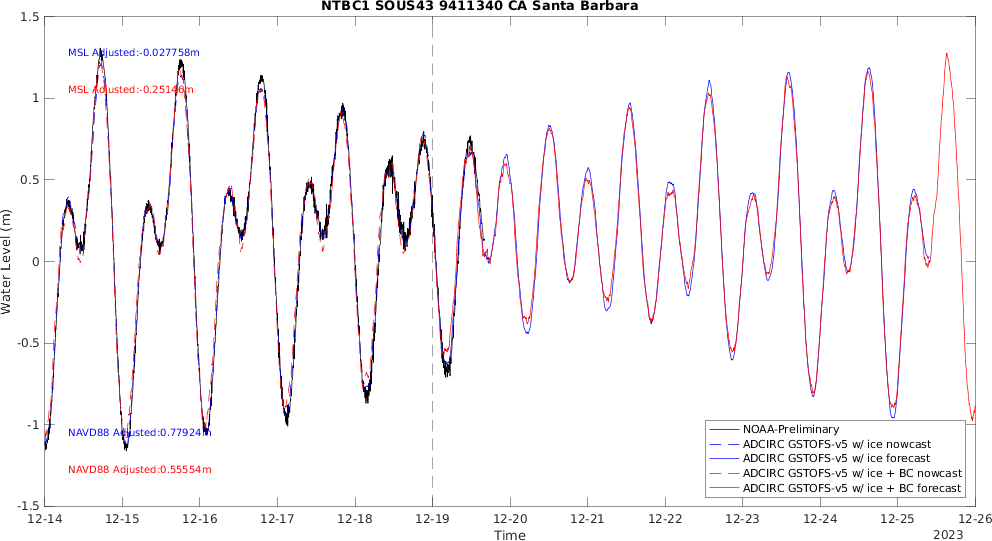 NTBC1 SOUS43 9411340 CA Santa Barbara
1.5
1
0.5
0
-0.5
-1
-1.5
Water Level (m)
MSL Adjusted:-0.027758m
MSL Adjusted:-0.25146m
NAVD88 Adjusted:0.77924m
NAVD88 Adjusted:0.55554m
NOAA-Preliminary
ADCIRC GSTOFS-v5 w/ ice nowcast
ADCIRC GSTOFS-v5 w/ ice forecast
ADCIRC GSTOFS-v5 w/ ice + BC nowcast
ADCIRC GSTOFS-v5 w/ ice + BC forecast
12-14 12-15 12-16 12-17 12-18 12-19 12-20 12-21 12-22 12-23 12-24 12-25 12-26
Time
2023